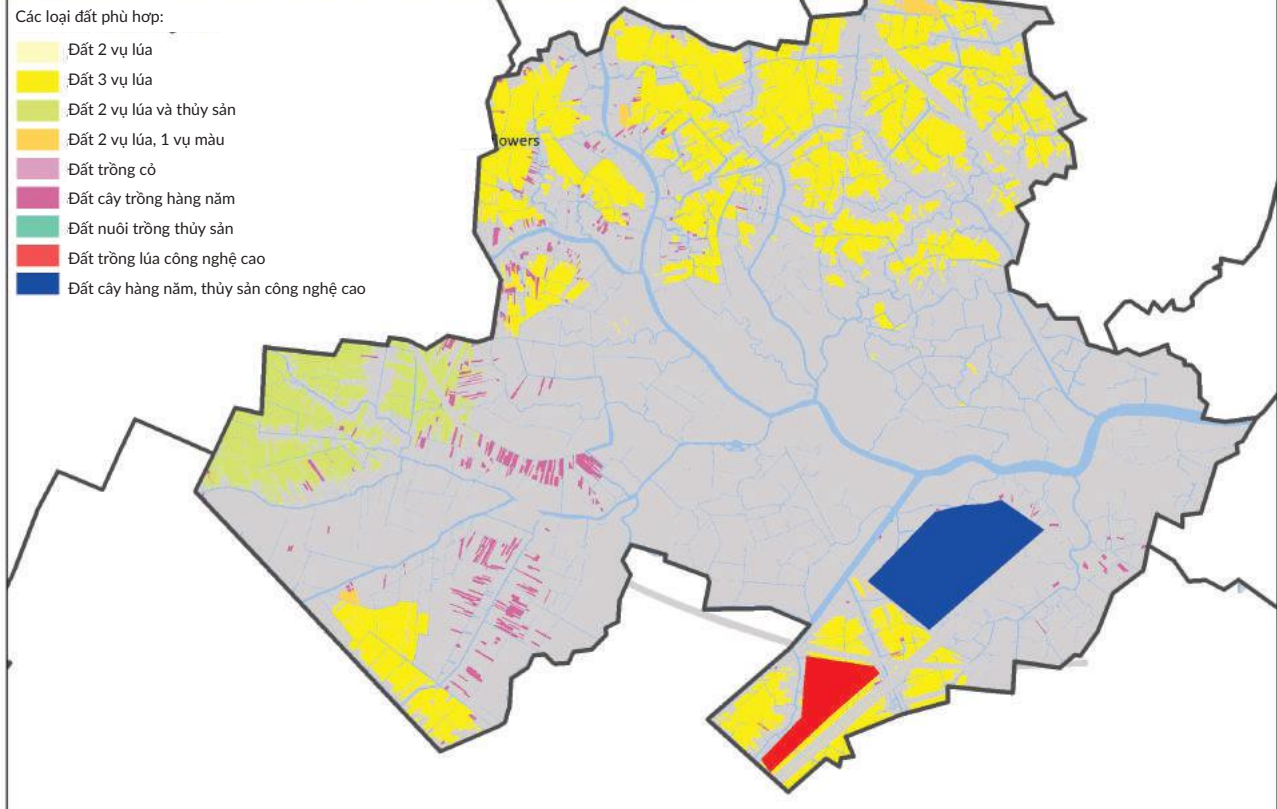 Các loại đất phù hợp:
Đất 2 vụ lúa
Đất 3 vụ lúa
Đất 2 vụ lúa và thủy sản
Đất 2 vụ lúa, 1 vụ màu
Đất trồng cỏ
Đất cây trồng hàng năm
Đất nuôi trồng thủy sản
Đất trồng lúa công nghệ cao
Đất cây hàng năm, thủy sản công nghệ cao